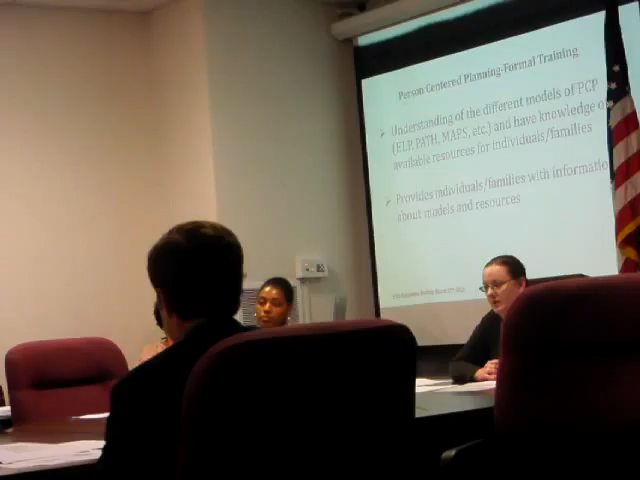 Person Centered Planning-Formal Training
➢ Understanding of the different models of PCP
(ELP, PATH, MAPS, etc.) and have knowledge o
available resources for individuals/families
➢ Provides individuals/families with informatio
about models and resources